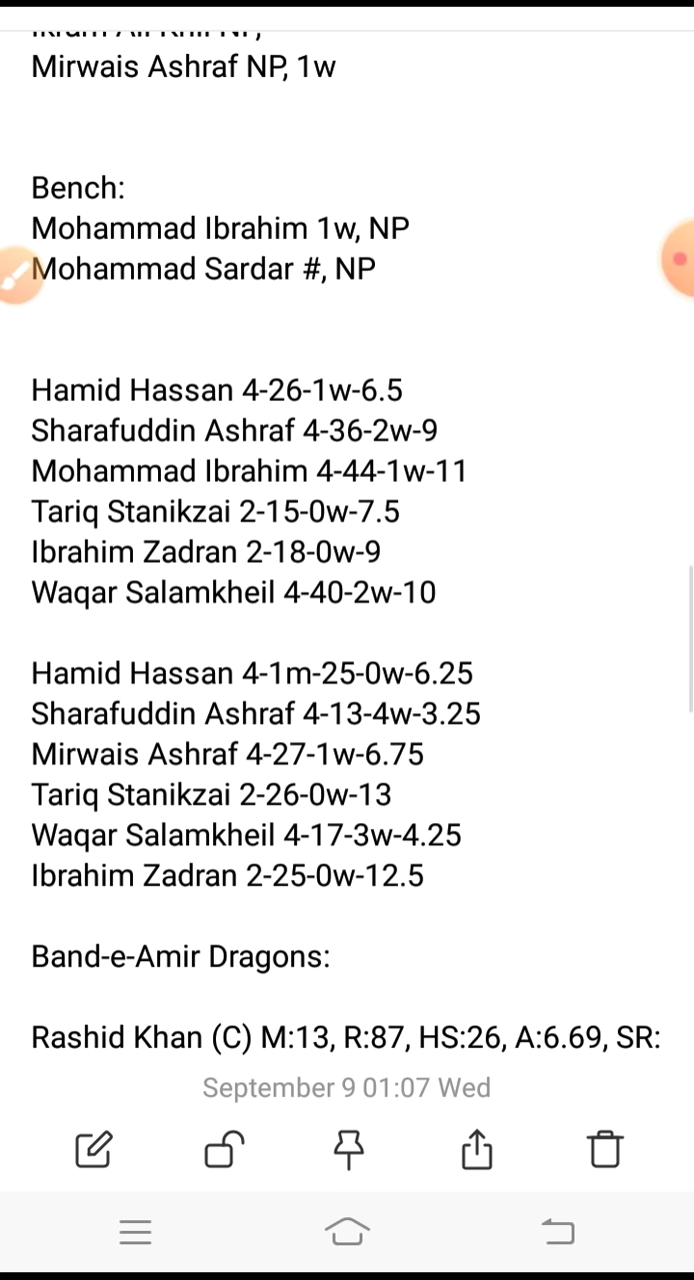 Mirwais Ashraf NP, 1w
Bench:
Mohammad Ibrahim 1w, NP
Mohammad Sardar #, NP
Hamid Hassan 4-26-1w-6.5
Sharafuddin Ashraf 4-36-2w-9
Mohammad Ibrahim 4-44-1w-11
Tariq Stanikzai 2-15-0w-7.5
Ibrahim Zadran 2-18-0w-9
Waqar Salamkheil 4-40-2w-10
Hamid Hassan 4-1m-25-0w-6.25
Sharafuddin Ashraf 4-13-4w-3.25
Mirwais Ashraf 4-27-1w-6.75
Tariq Stanikzai 2-26-0w-13
Waqar Salamkheil 4-17-3w-4.25
Ibrahim Zadran 2-25-0w-12.5
Band-e-Amir Dragons:
Rashid Khan (C) M:13, R:87, HS:26, A:6.69, SR:
September 9 01:07 Wed